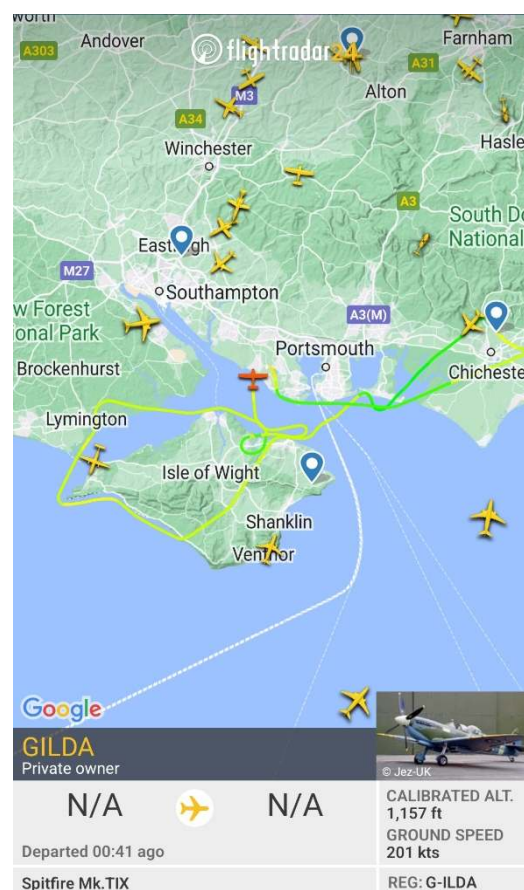 worth
Andover
Farnham
A303
flightradar24
A31
M3
Alton
A34
Hasle
Winchester
A3
South Do
National
Eastleigh
M27
Southampton
A3(M)
w Forest
onal Park
Portsmouth
Chicheste
Brockenhurst
Lymington
Isle of Wight
Shanklin
Ventnor
Google
GILDA
Private owner
© Jez-UK
N/A
N/A
CALIBRATED ALT.
1,157 ft
GROUND SPEED
201 kts
Departed 00:41 ago
Spitfire Mk.TIX
REG: G-ILDA